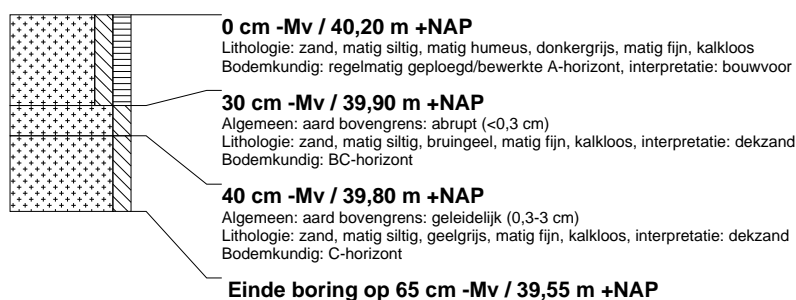 0 cm -Mv / 40,20 m +NAP
Lithologie: zand, matig siltig, matig humeus, donkergrijs, matig fijn, kalkloos
Bodemkundig: regelmatig geploegd/bewerkte A-horizont, interpretatie: bouwvoor
30 cm -Mv / 39,90 m +NAP
Algemeen: aard bovengrens: abrupt (<0,3 cm)
Lithologie: zand, matig siltig, bruingeel, matig fijn, kalkloos, interpretatie: dekzand
Bodemkundig: BC-horizont
40 cm -Mv / 39,80 m +NAP
Algemeen: aard bovengrens: geleidelijk (0,3-3 cm)
Lithologie: zand, matig siltig, geelgrijs, matig fijn, kalkloos, interpretatie: dekzand
Bodemkundig: C-horizont
Einde boring op 65 cm -Mv / 39,55 m +NAP